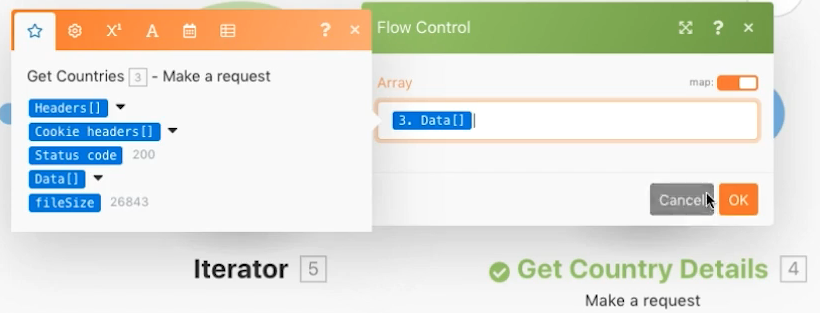 X¹ A ? ×
Flow Control ? ×
Get Countries 3 - Make a request
Headers[]
Cookie headers[]
Status code 200
Data[]
fileSize 26843
Array map:
3. Data[]
Cancel OK
Iterator 5
Get Country Details 4
Make a request